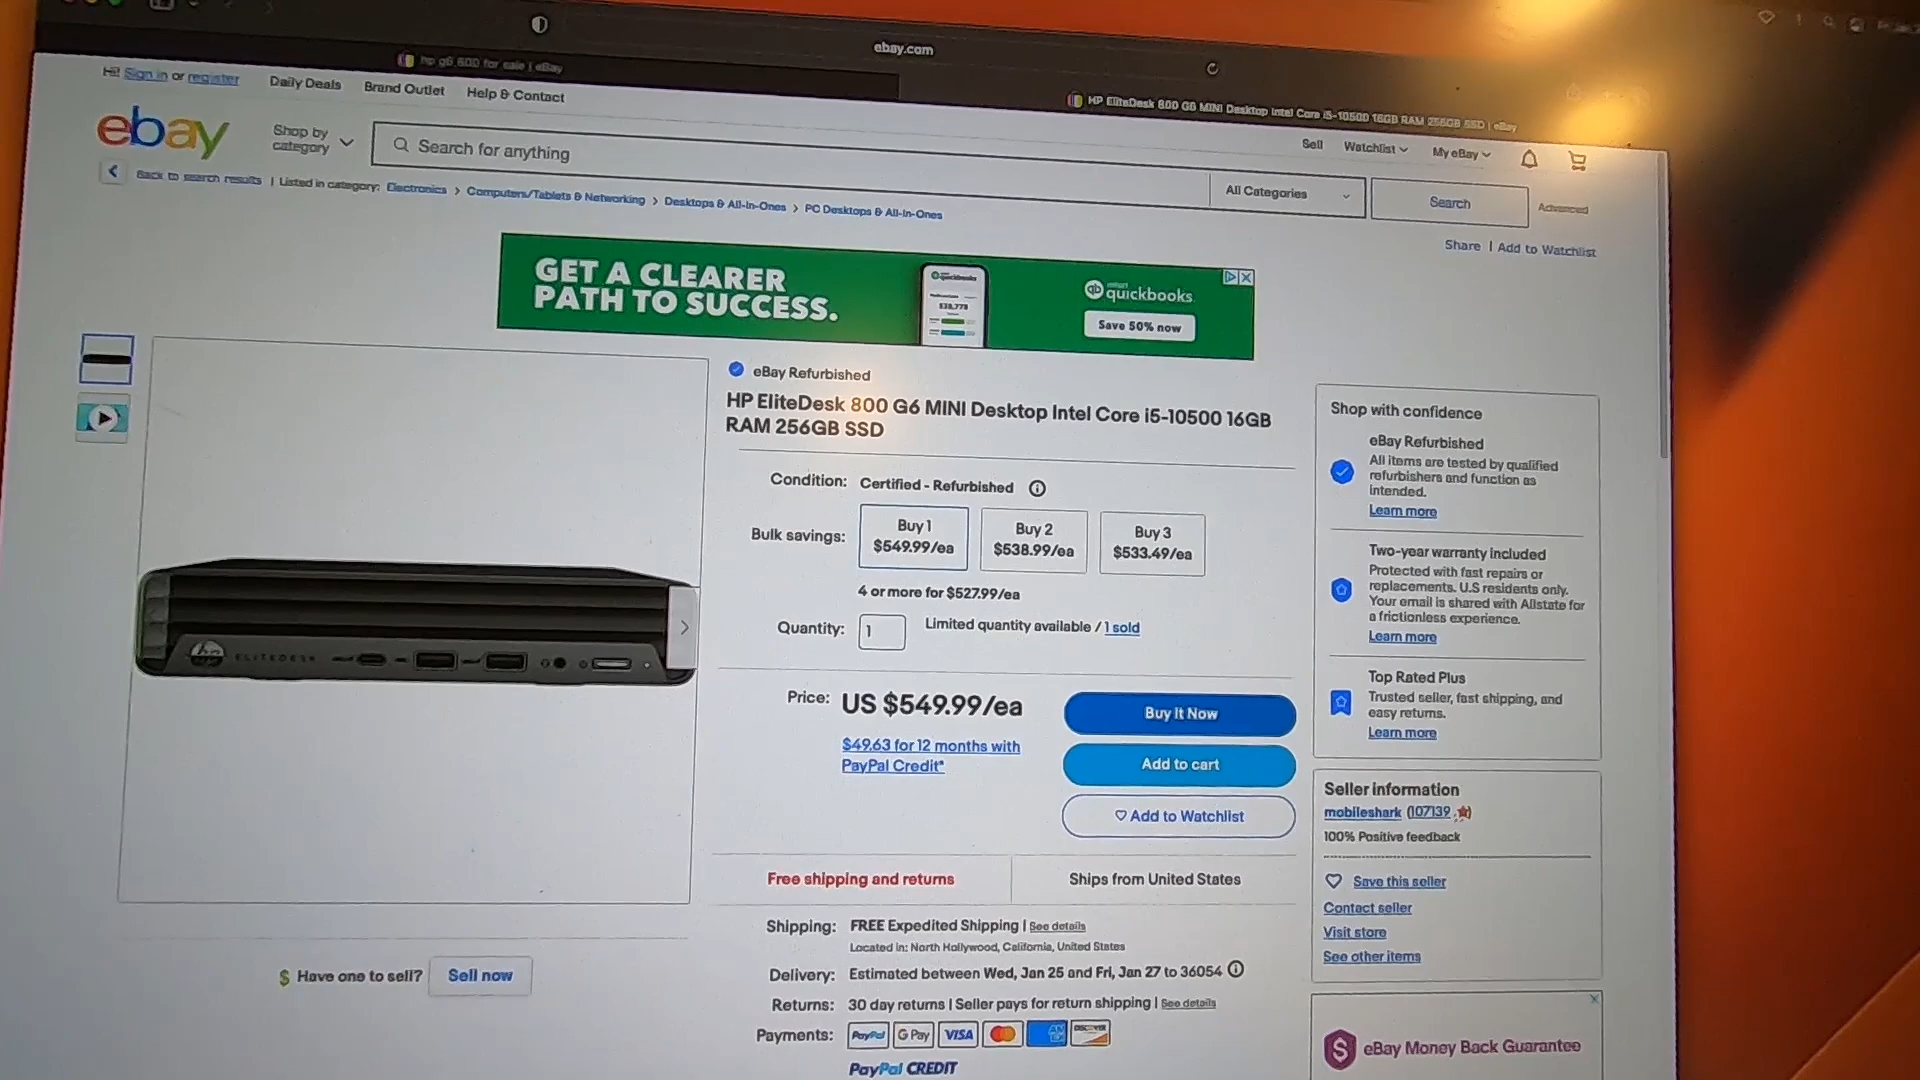 ebay.com
hp g6 800 for sale | eBay
HP EliteDesk 800 G6 MINI Desktop Intel Core i5-10500 16GB RAM 256GB SSD | eBay
Hi! Sign in or register
Daily Deals
Brand Outlet
Help & Contact
Sell
Watchlist
My eBay
ebay
Shop by category
Search for anything
All Categories
Search
Advanced
Back to search results | Listed in category: Electronics > Computers/Tablets & Networking > Desktops & All-In-Ones > PC Desktops & All-In-Ones
Share | Add to Watchlist
GET A CLEARER
PATH TO SUCCESS.
quickbooks
$38,778
intuit
quickbooks
Save 50% now
eBay Refurbished
HP EliteDesk 800 G6 MINI Desktop Intel Core i5-10500 16GB
RAM 256GB SSD
Condition: Certified - Refurbished
Bulk savings:
Buy 1
$549.99/ea
Buy 2
$538.99/ea
Buy 3
$533.49/ea
4 or more for $527.99/ea
Quantity: 1
Limited quantity available / 1 sold
Price: US $549.99/ea
$49.63 for 12 months with
PayPal Credit*
Buy It Now
Add to cart
Add to Watchlist
Free shipping and returns
Ships from United States
Shipping: FREE Expedited Shipping | See details
Located in: North Hollywood, California, United States
Delivery: Estimated between Wed, Jan 25 and Fri, Jan 27 to 36054
Returns: 30 day returns | Seller pays for return shipping | See details
Payments: PayPal G Pay VISA DISCOVER
PayPal CREDIT
hp ELITEDESK
$ Have one to sell? Sell now
Shop with confidence
eBay Refurbished
All items are tested by qualified
refurbishers and function as
intended.
Learn more
Two-year warranty included
Protected with fast repairs or
replacements. U.S residents only.
Your email is shared with Allstate for
a frictionless experience.
Learn more
Top Rated Plus
Trusted seller, fast shipping, and
easy returns.
Learn more
Seller information
mobileshark (107139)
100% Positive feedback
Save this seller
Contact seller
Visit store
See other items
eBay Money Back Guarantee